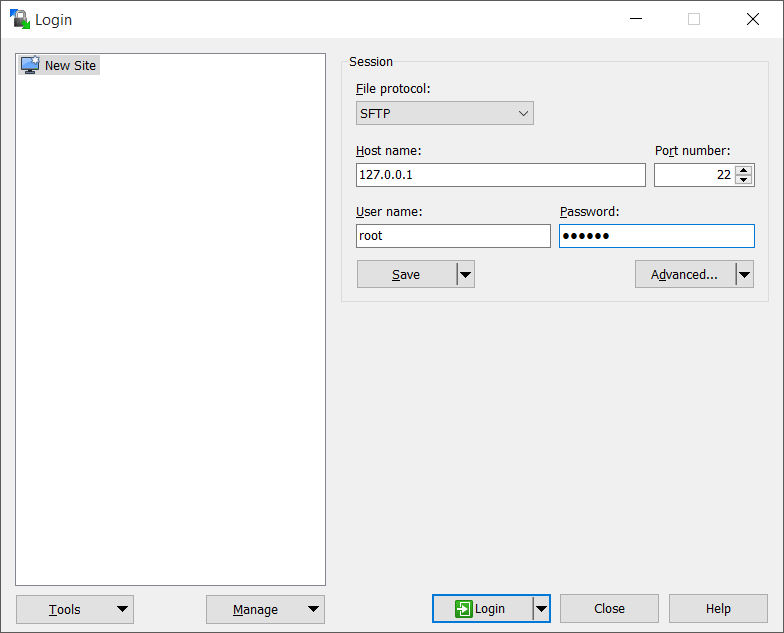 Login
New Site
Session
File protocol:
SFTP
Host name:
Port number:
127.0.0.1
22
User name:
Password:
root
●●●●●●
Save
Advanced...
Tools
Manage
Login
Close
Help